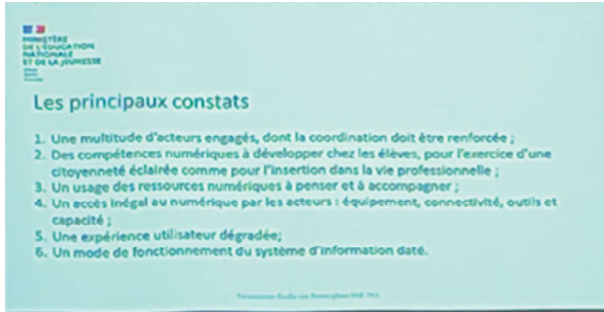 MINISTÈRE
DE L'ÉDUCATION
NATIONALE
ET DE LA JEUNESSE
Les principaux constats
1. Une multitude d'acteurs engagés, dont la coordination doit être renforcée ;
2. Des compétences numériques à développer chez les élèves, pour l'exercice d'une
citoyenneté éclairée comme pour l'insertion dans la vie professionnelle ;
3. Un usage des ressources numériques à penser et à accompagner ;
4. Un accès inégal au numérique par les acteurs : équipement, connectivité, outils et
capacité ;
5. Une expérience utilisateur dégradée;
6. Un mode de fonctionnement du système d'information daté.